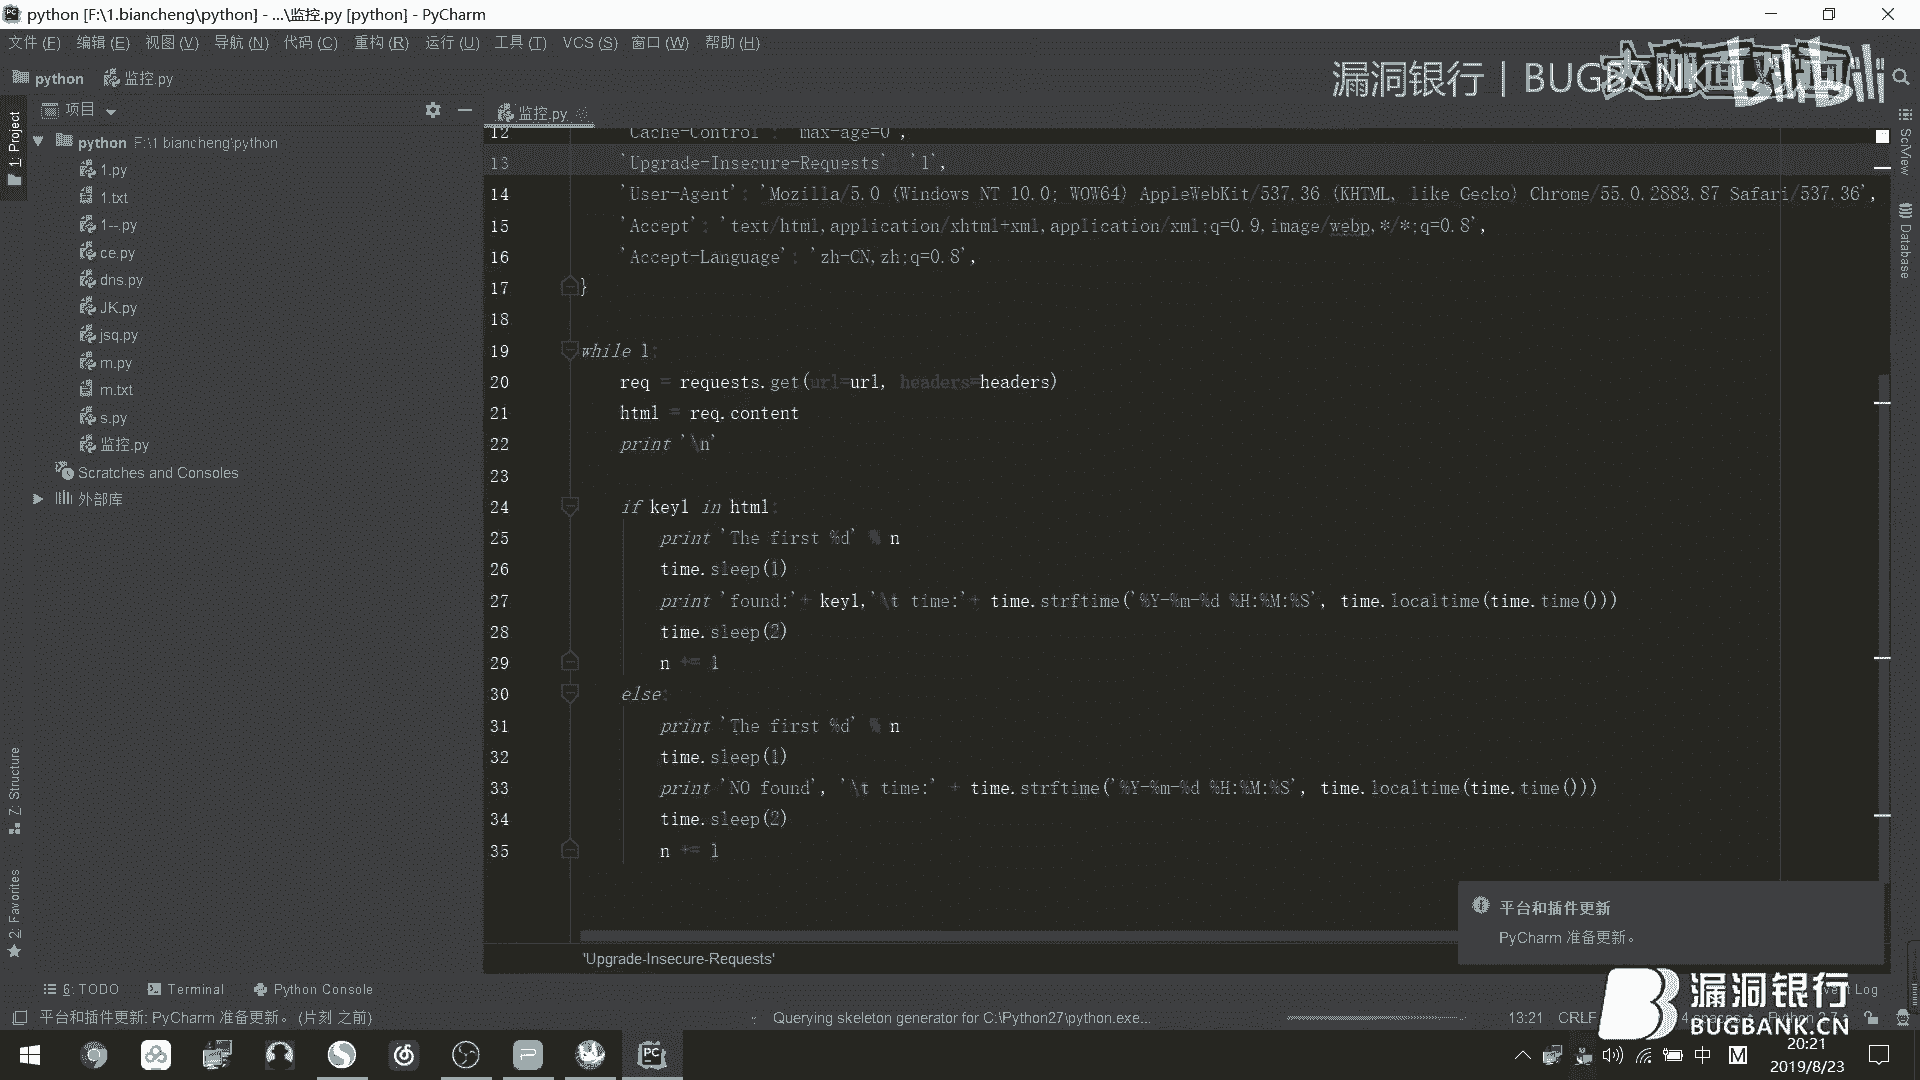 python [F:\1.biancheng\python] - ...\监控.py [python] - PyCharm
文件 (F) 编辑 (E) 视图 (V) 导航 (N) 代码 (C) 重构 (R) 运行 (U) 工具 (T) VCS (S) 窗口 (W) 帮助 (H)
漏洞银行 | BUGBANK
bilibili
python 监控.py
项目
监控.py
1: Project
python F:\1.biancheng\python
1.py
1.txt
1--.py
ce.py
dns.py
JK.py
jsq.py
m.py
m.txt
s.py
监控.py
Scratches and Consoles
外部库
12 'Cache-Control': 'max-age=0',
13 'Upgrade-Insecure-Requests': '1',
14 'User-Agent': 'Mozilla/5.0 (Windows NT 10.0; WOW64) AppleWebKit/537.36 (KHTML, like Gecko) Chrome/55.0.2883.87 Safari/537.36',
15 'Accept': 'text/html,application/xhtml+xml,application/xml;q=0.9,image/webp,*/*;q=0.8',
16 'Accept-Language': 'zh-CN,zh;q=0.8',
17 }
18
19 while 1:
20 req = requests.get(url=url, headers=headers)
21 html = req.content
22 print '\n'
23
24 if key1 in html:
25 print 'The first %d' % n
26 time.sleep(1)
27 print 'found:'+ key1,'\t time:'+ time.strftime('%Y-%m-%d %H:%M:%S', time.localtime(time.time()))
28 time.sleep(2)
29 n += 1
30 else:
31 print 'The first %d' % n
32 time.sleep(1)
33 print 'NO found', '\t time:' + time.strftime('%Y-%m-%d %H:%M:%S', time.localtime(time.time()))
34 time.sleep(2)
35 n += 1
'Upgrade-Insecure-Requests'
SciView
Database
Z: Structure
2: Favorites
平台和插件更新
PyCharm 准备更新。
6: TODO Terminal Python Console Log
平台和插件更新: PyCharm 准备更新。 (片刻 之前) Querying skeleton generator for C:\Python27\python.exe... 13:21 CRLF 4 spaces Python 2.7
漏洞银行
BUGBANK.CN
中 M
20:21
2019/8/23